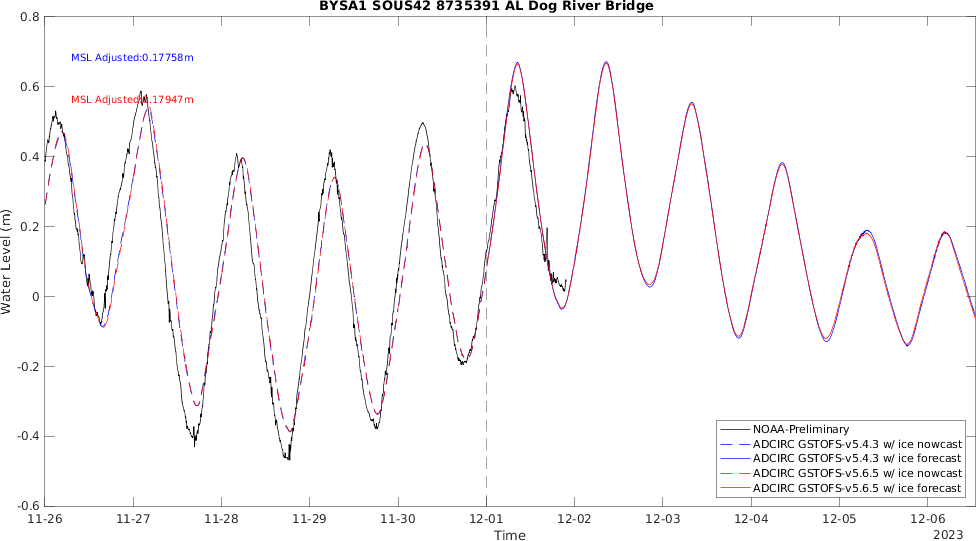 BYSA1 SOUS42 8735391 AL Dog River Bridge
0.8
MSL Adjusted:0.17758m
0.6
MSL Adjusted:0.17947m
0.4
0.2
0
-0.2
-0.4
-0.6
Water Level (m)
NOAA-Preliminary
ADCIRC GSTOFS-v5.4.3 w/ ice nowcast
ADCIRC GSTOFS-v5.4.3 w/ ice forecast
ADCIRC GSTOFS-v5.6.5 w/ ice nowcast
ADCIRC GSTOFS-v5.6.5 w/ ice forecast
11-26 11-27 11-28 11-29 11-30 12-01 12-02 12-03 12-04 12-05 12-06
Time
2023